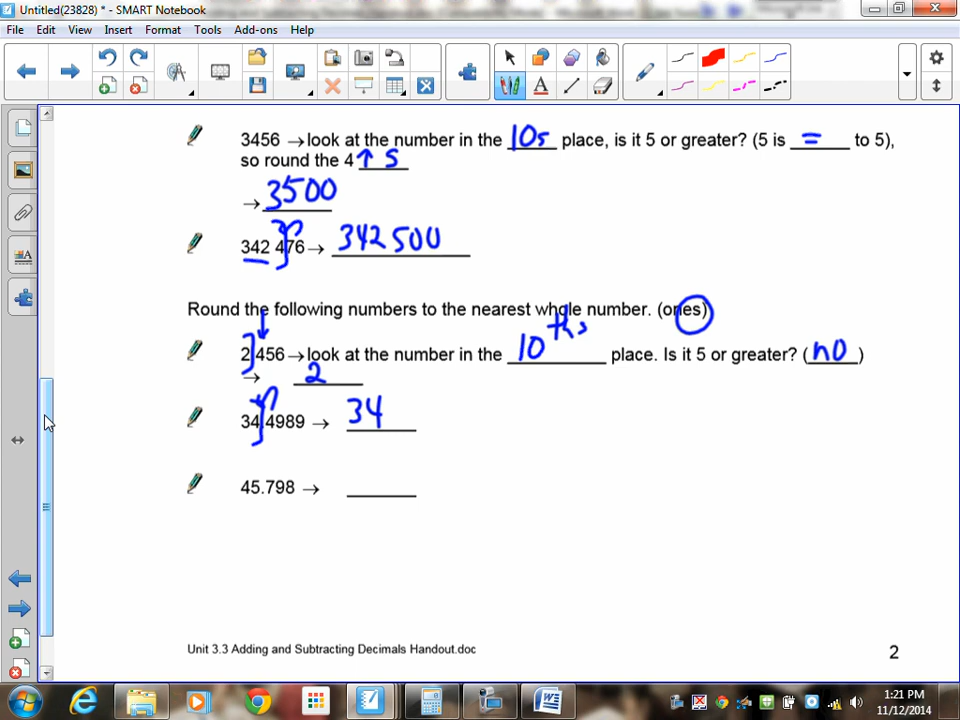 Untitled(23828) * - SMART Notebook
File Edit View Insert Format Tools Add-ons Help
3456 → look at the number in the 10s place, is it 5 or greater? (5 is = to 5),
so round the 4 ↑ 5
→ 3500
342 476 → 342 500
Round the following numbers to the nearest whole number. (ones)
2.456 → look at the number in the 10ths place. Is it 5 or greater? (no)
→ 2
34.4989 → 34
45.798 →
Unit 3.3 Adding and Subtracting Decimals Handout.doc
2
1:21 PM
11/12/2014